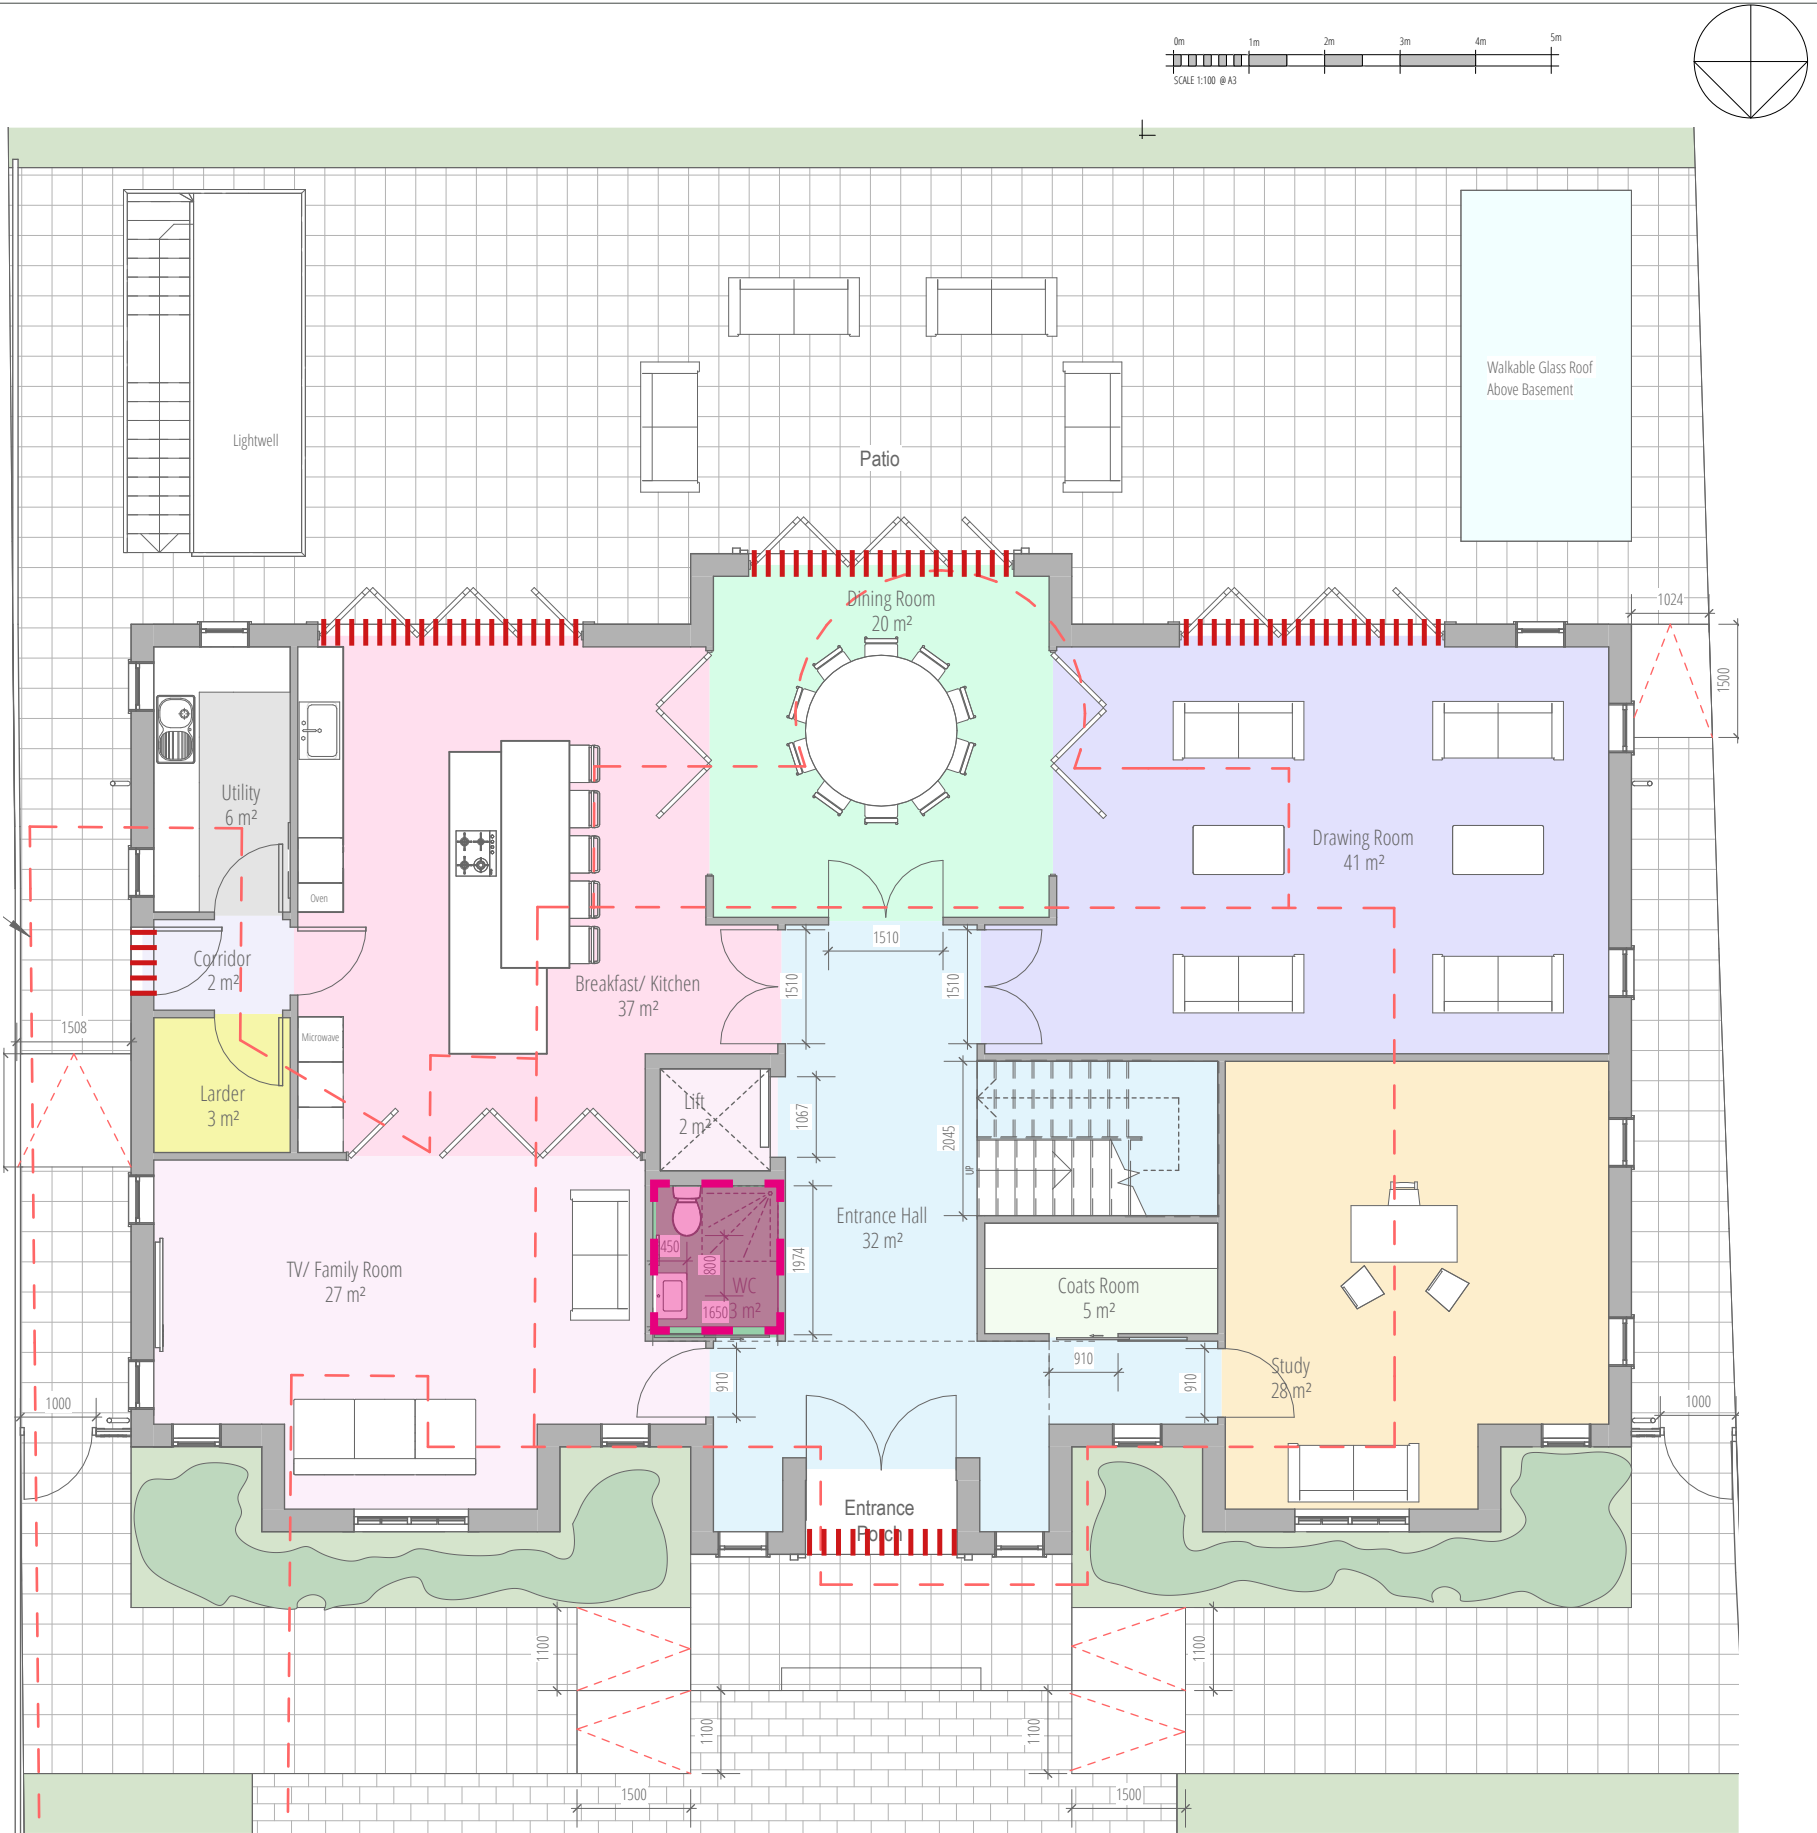 0m 1m 2m 3m 4m 5m
SCALE 1:100 @ A3
Walkable Glass Roof
Above Basement
Lightwell
Patio
Dining Room
20 m²
1024
1500
Utility
6 m²
Drawing Room
41 m²
Oven
1510
Corridor
2 m²
Breakfast/ Kitchen
37 m²
1510
1510
1508
Microwave
Larder
3 m²
Lift
2 m²
1067
2045
UP
Entrance Hall
32 m²
450
800
1974
TV/ Family Room
27 m²
WC
3 m²
1650
Coats Room
5 m²
910
910
910
Study
28 m²
1000
1000
Entrance
Porch
1100
1100
1100
1100
1500
1500